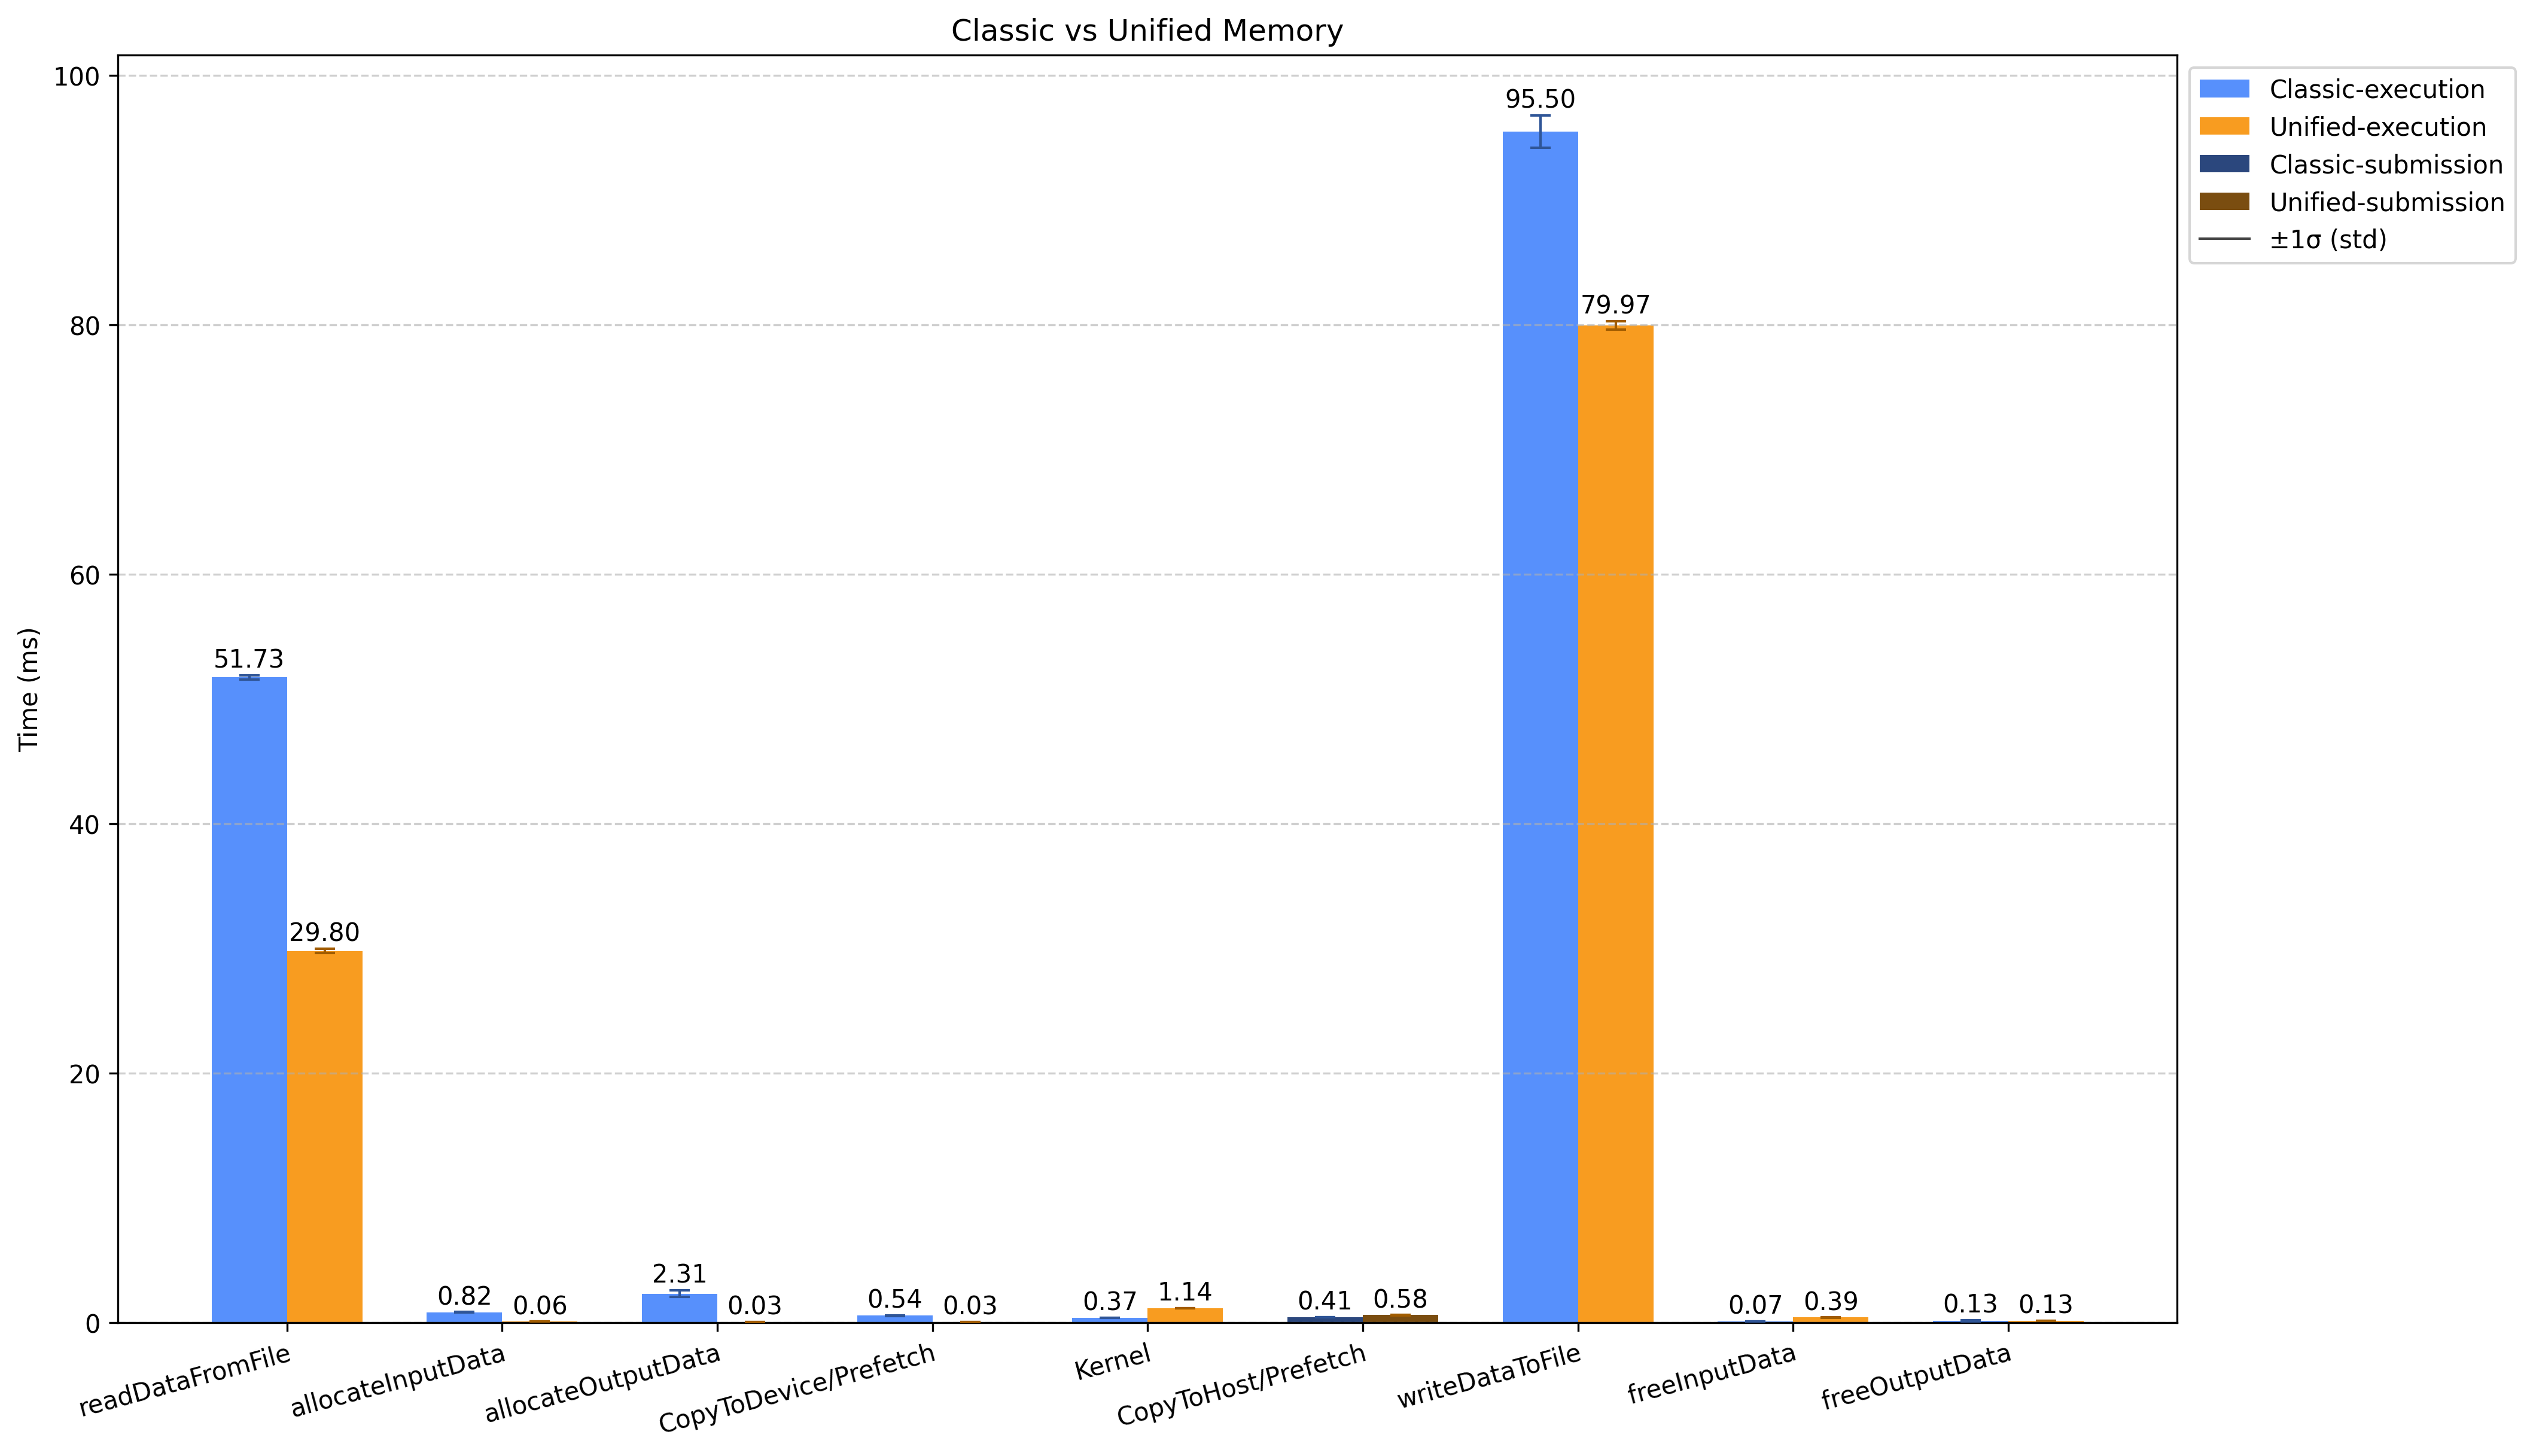 Classic vs Unified Memory
Time (ms)
100
80
60
40
20
0
95.50
79.97
51.73
29.80
0.82
0.06
2.31
0.03
0.54
0.03
0.37
1.14
0.41
0.58
0.07
0.39
0.13
0.13
readDataFromFile
allocateInputData
allocateOutputData
CopyToDevice/Prefetch
Kernel
CopyToHost/Prefetch
writeDataToFile
freeInputData
freeOutputData
Classic-execution
Unified-execution
Classic-submission
Unified-submission
±1σ (std)